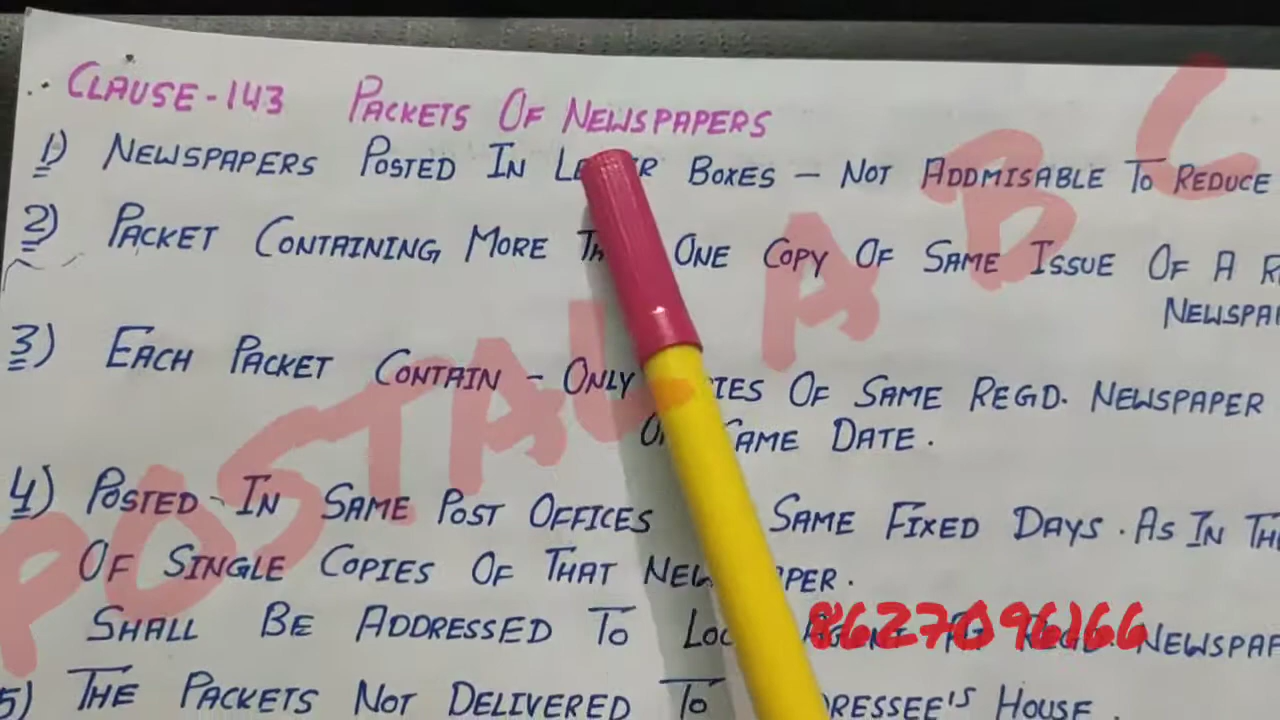 CLAUSE-143 PACKETS OF NEWSPAPERS
1) NEWSPAPERS POSTED IN BOXES - NOT ADDMISABLE TO REDUCE
2) PACKET CONTAINING MORE ONE COPY OF SAME ISSUE OF A
3) EACH PACKET CONTAIN - ONLY OF SAME REGD. NEWSPAPER
SAME DATE.
4) POSTED - IN SAME POST OFFICES SAME FIXED DAYS. AS IN
OF SINGLE COPIES OF THAT
SHALL BE ADDRESSED TO AGENT REGD.
5) THE PACKETS NOT DELIVERED TO HOUSE.
POSTAL ABC
8627096166